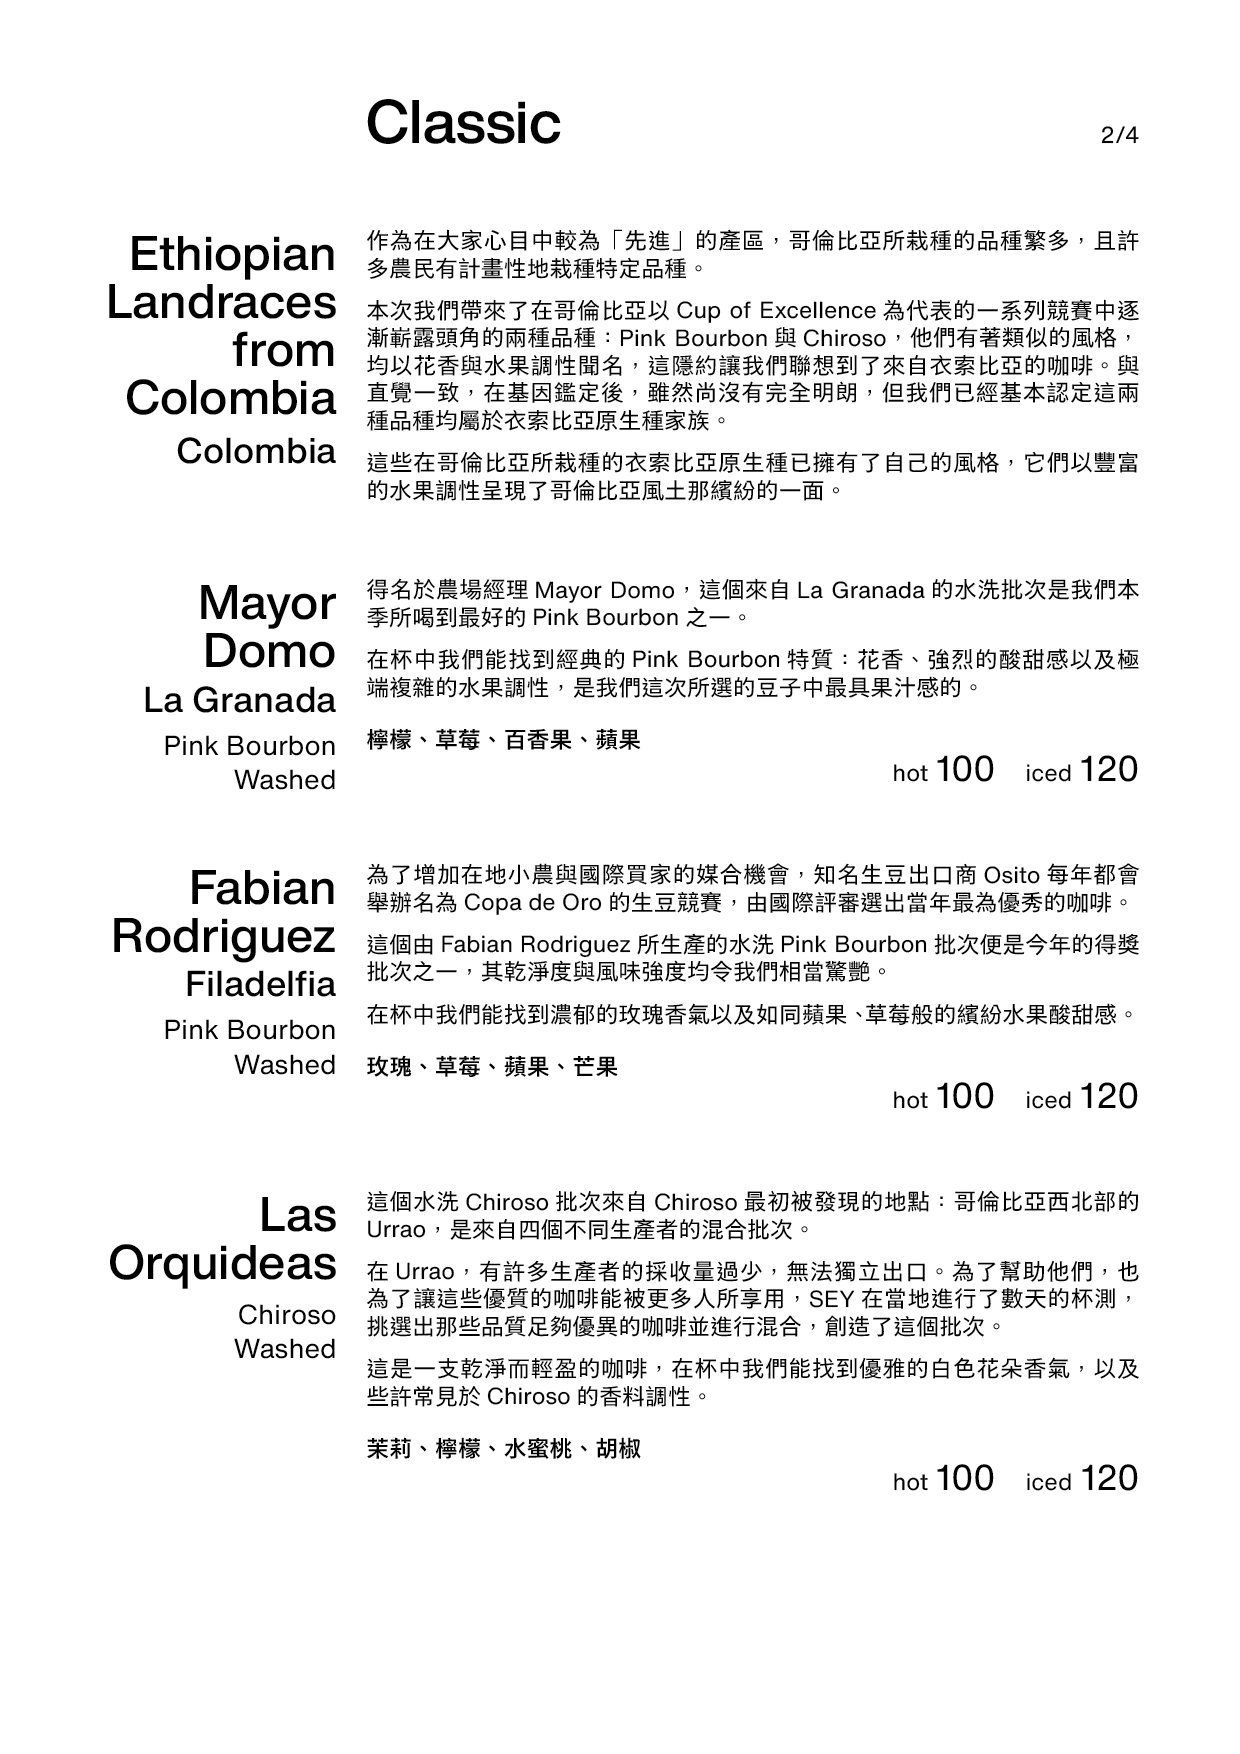 Classic
2/4
Ethiopian
Landraces
from
Colombia
Colombia
作為在大家心目中較為「先進」的產區，哥倫比亞所栽種的品種繁多，且許
多農民有計畫性地栽種特定品種。
本次我們帶來了在哥倫比亞以 Cup of Excellence 為代表的一系列競賽中逐
漸嶄露頭角的兩種品種：Pink Bourbon 與 Chiroso，他們有著類似的風格，
均以花香與水果調性聞名，這隱約讓我們聯想到了來自衣索比亞的咖啡。與
直覺一致，在基因鑑定後，雖然尚沒有完全明朗，但我們已經基本認定這兩
種品種均屬於衣索比亞原生種家族。
這些在哥倫比亞所栽種的衣索比亞原生種已擁有了自己的風格，它們以豐富
的水果調性呈現了哥倫比亞風土那繽紛的一面。
Mayor
Domo
La Granada
Pink Bourbon
Washed
得名於農場經理 Mayor Domo，這個來自 La Granada 的水洗批次是我們本
季所喝到最好的 Pink Bourbon 之一。
在杯中我們能找到經典的 Pink Bourbon 特質：花香、強烈的酸甜感以及極
端複雜的水果調性，是我們這次所選的豆子中最具果汁感的。
檸檬、草莓、百香果、蘋果
hot 100 iced 120
Fabian
Rodriguez
Filadelfia
Pink Bourbon
Washed
為了增加在地小農與國際買家的媒合機會，知名生豆出口商 Osito 每年都會
舉辦名為 Copa de Oro 的生豆競賽，由國際評審選出當年最為優秀的咖啡。
這個由 Fabian Rodriguez 所生產的水洗 Pink Bourbon 批次便是今年的得獎
批次之一，其乾淨度與風味強度均令我們相當驚艷。
在杯中我們能找到濃郁的玫瑰香氣以及如同蘋果、草莓般的繽紛水果酸甜感。
玫瑰、草莓、蘋果、芒果
hot 100 iced 120
Las
Orquideas
Chiroso
Washed
這個水洗 Chiroso 批次來自 Chiroso 最初被發現的地點：哥倫比亞西北部的
Urrao，是來自四個不同生產者的混合批次。
在 Urrao，有許多生產者的採收量過少，無法獨立出口。為了幫助他們，也
為了讓這些優質的咖啡能被更多人所享用，SEY 在當地進行了數天的杯測，
挑選出那些品質足夠優異的咖啡並進行混合，創造了這個批次。
這是一支乾淨而輕盈的咖啡，在杯中我們能找到優雅的白色花朵香氣，以及
些許常見於 Chiroso 的香料調性。
茉莉、檸檬、水蜜桃、胡椒
hot 100 iced 120